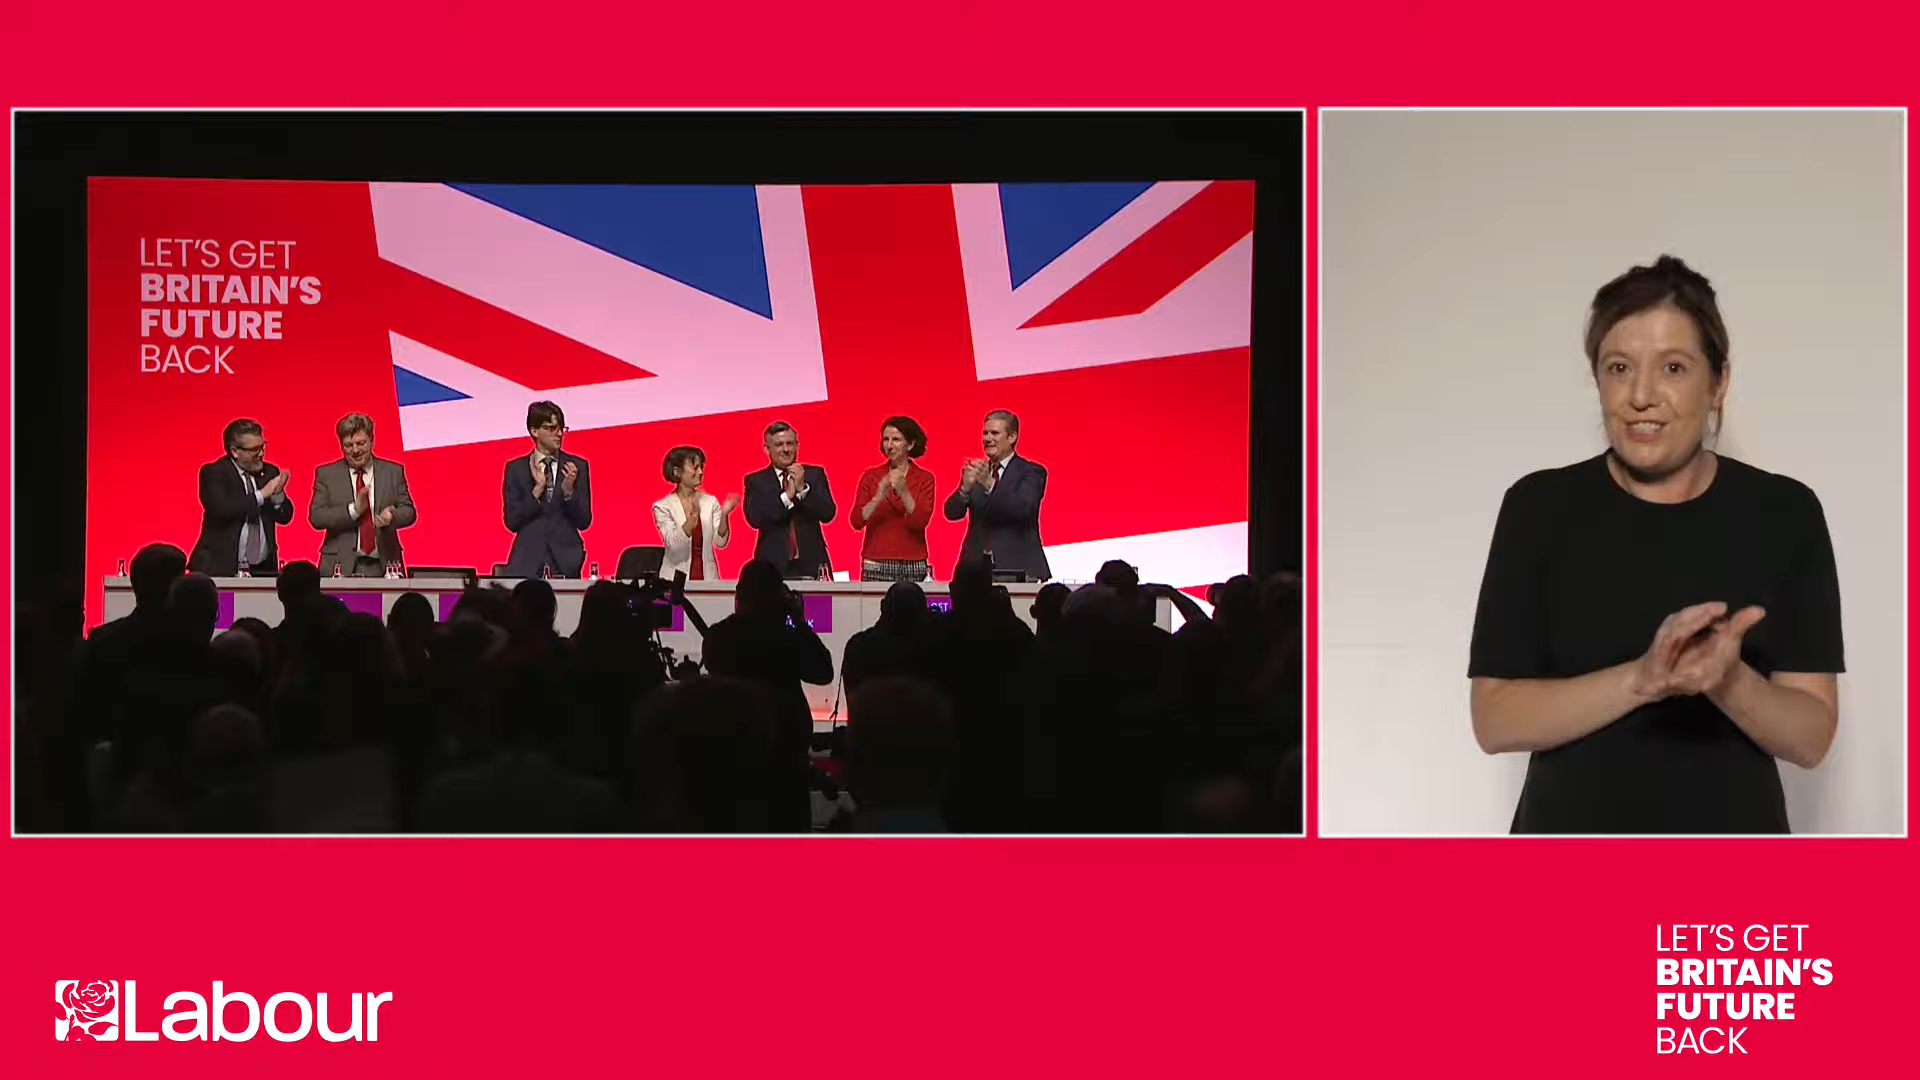 LET'S GET
BRITAIN'S
FUTURE
BACK
Labour
LET'S GET
BRITAIN'S
FUTURE
BACK